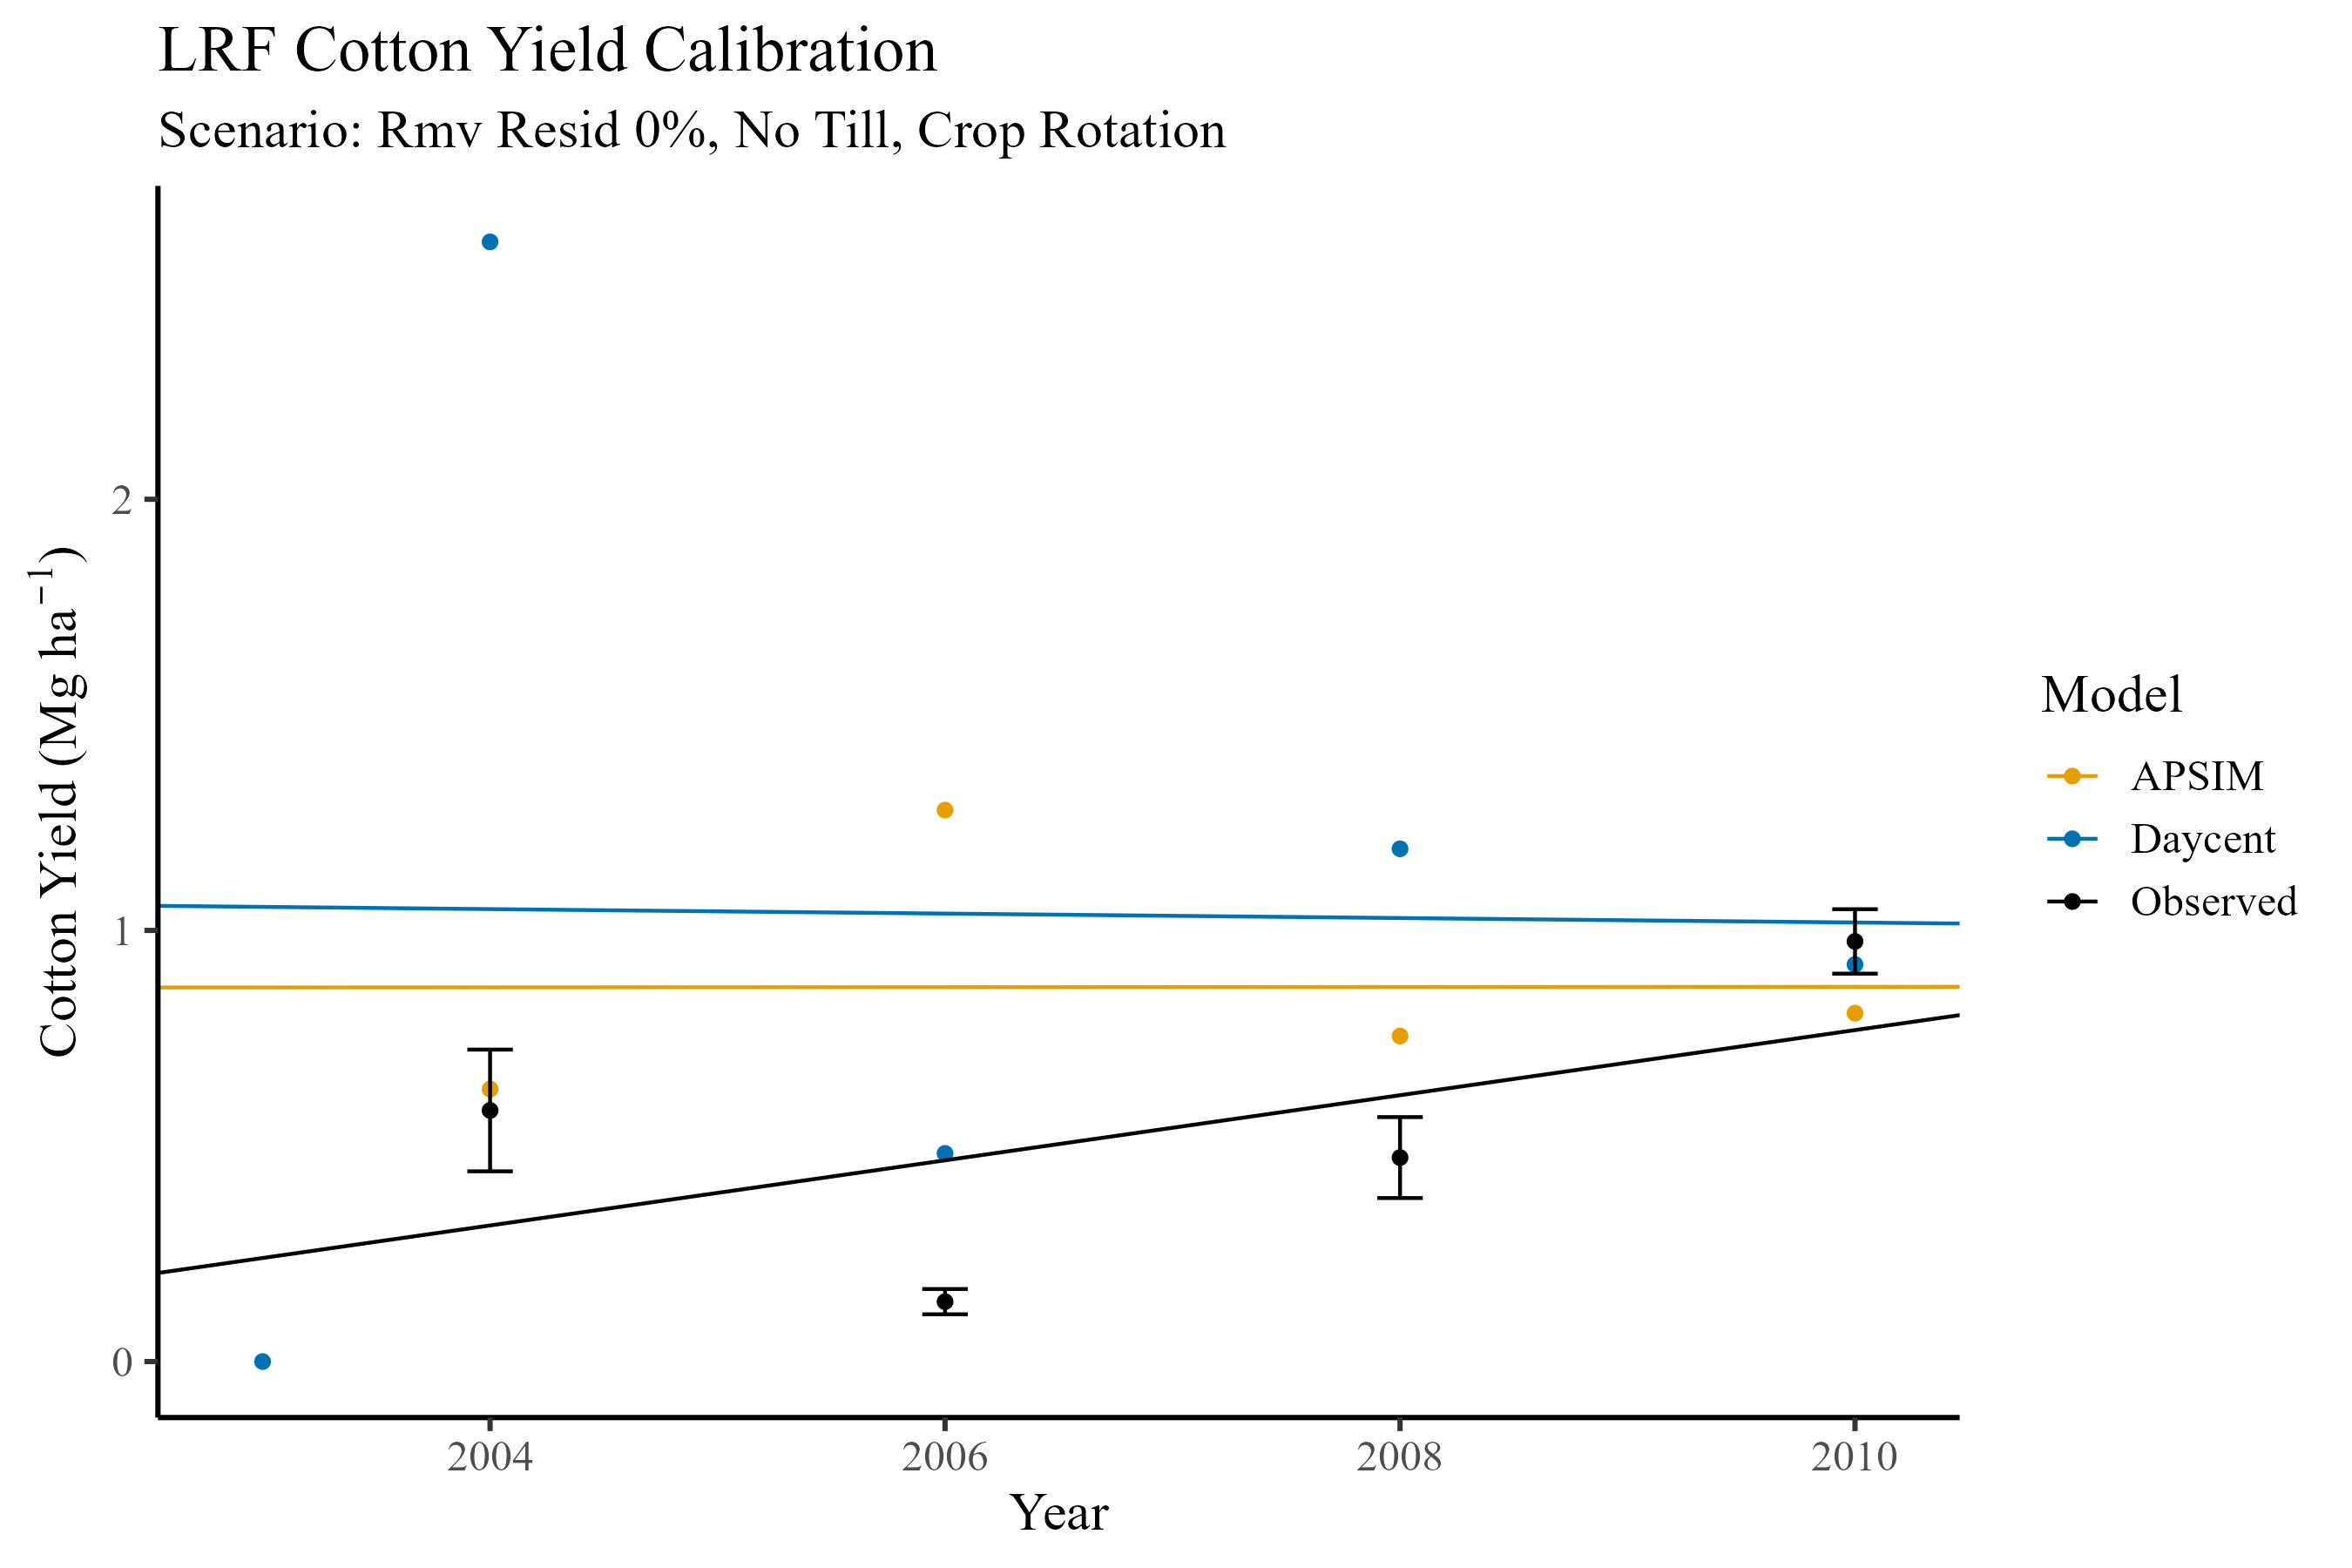 LRF Cotton Yield Calibration
Scenario: Rmv Resid 0%, No Till, Crop Rotation
Cotton Yield (Mg ha⁻¹)
2
1
0
2004 2006 2008 2010
Year
Model
APSIM
Daycent
Observed